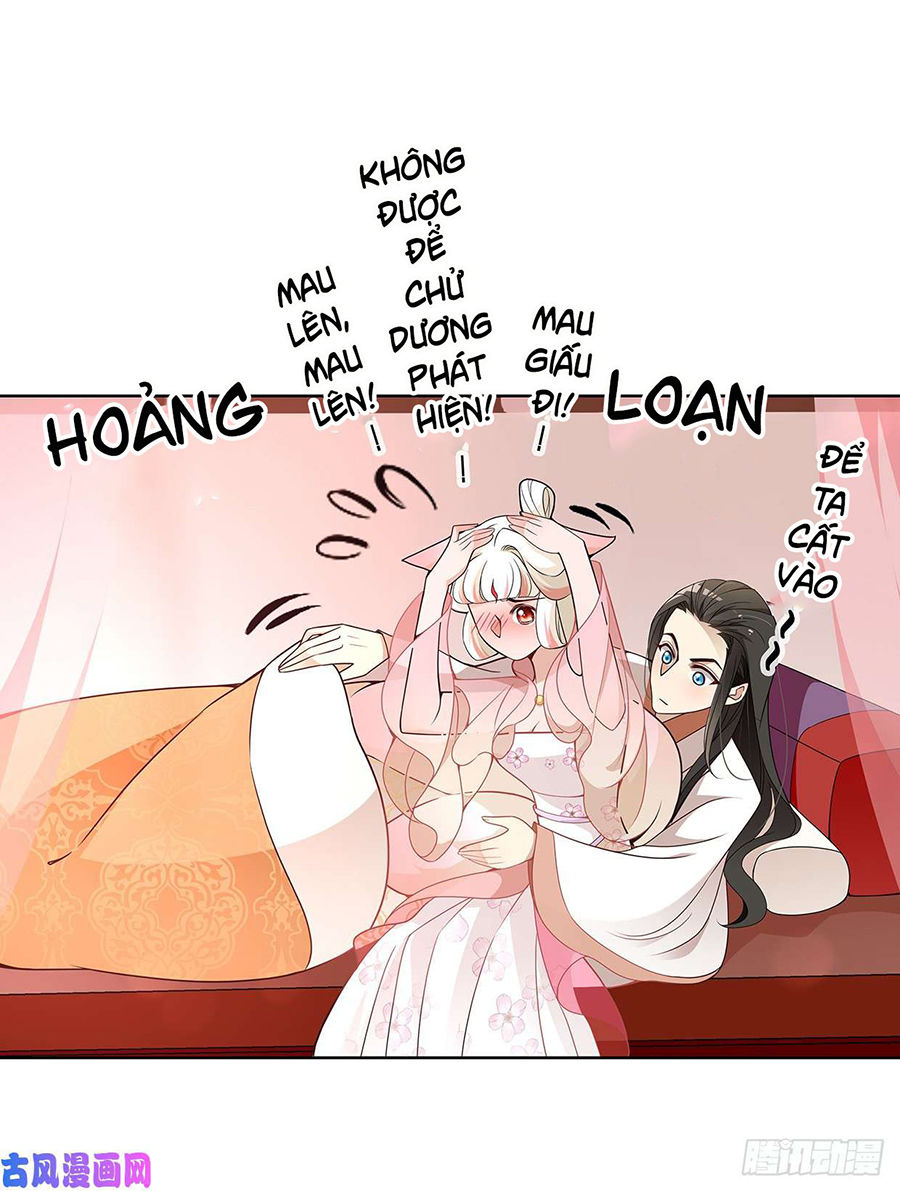 HOẢNG
MAU
LÊN,
MAU
LÊN!
KHÔNG
ĐƯỢC
ĐỂ
CHỬ
DƯƠNG
PHÁT
HIỆN!
MAU
GIẤU
ĐI!
LOẠN
ĐỂ
TA
CẤT
VÀO
古风漫画网
腾讯动漫